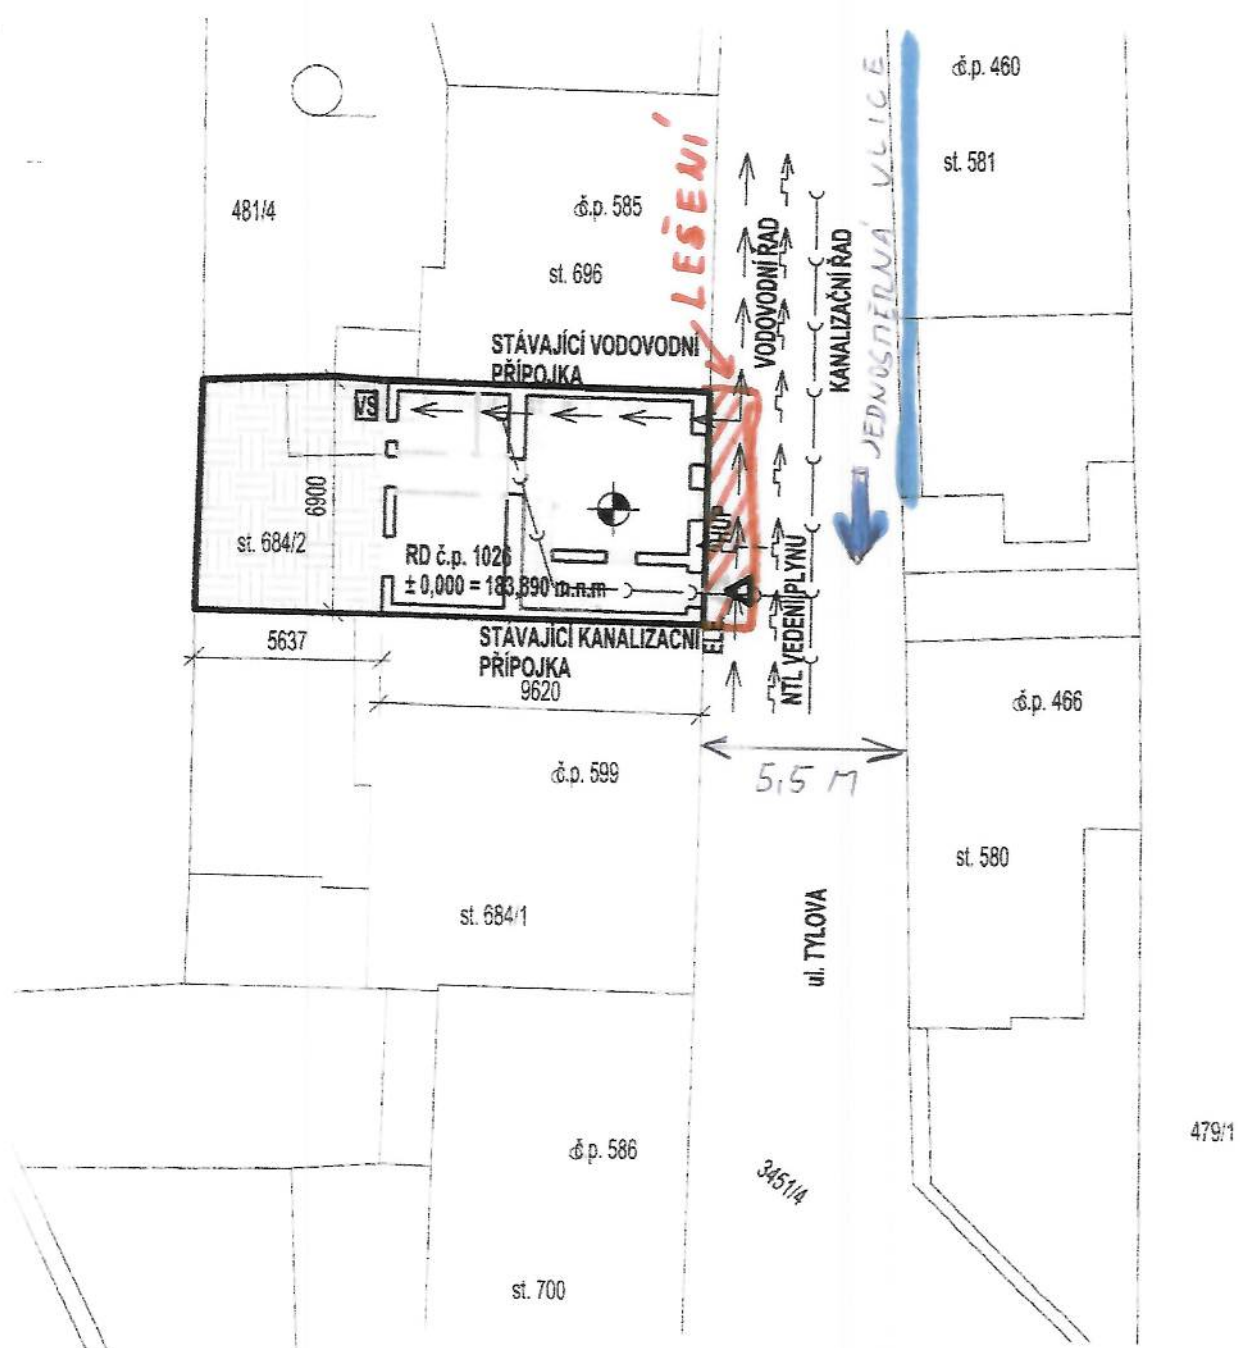 č.p. 460
st. 581
481/4
č.p. 585
st. 696
LEŠENÍ
VODOVODNÍ ŘAD
KANALIZAČNÍ ŘAD
JEDNOSMĚRNÁ ULICE
STÁVAJÍCÍ VODOVODNÍ
PŘÍPOJKA
VŠ
6900
st. 684/2
HUP
RD č.p. 1026
± 0,000 = 183,890 m.n.m
NTL VEDENÍ PLYNU
STÁVAJÍCÍ KANALIZAČNÍ
PŘÍPOJKA
5637
9620
č.p. 466
5,5 M
č.p. 599
st. 580
st. 684/1
ul. TYLOVA
č.p. 586
3451/4
479/1
st. 700